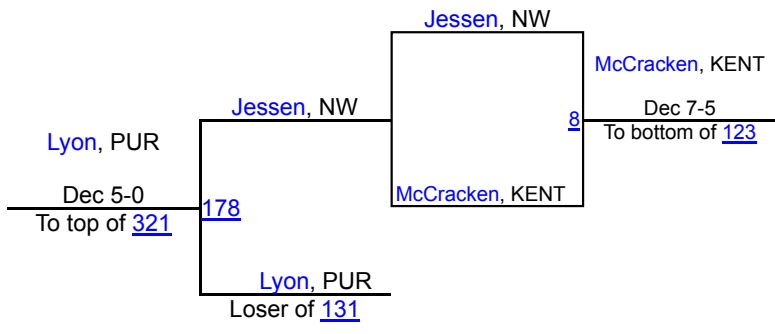 Jessen, NW
McCracken, KENT
Jessen, NW
Dec 7-5
8
To bottom of 123
Lyon, PUR
Dec 5-0
McCracken, KENT
178
To top of 321
Lyon, PUR
Loser of 131